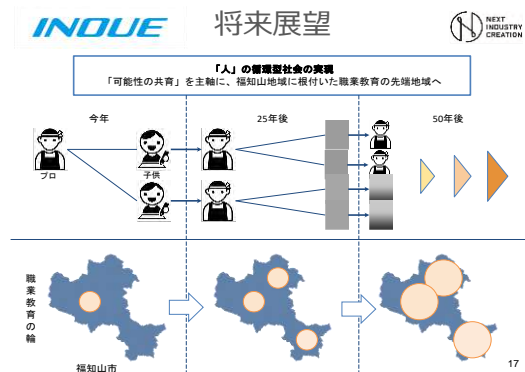 INOUE
将来展望
NEXT
INDUSTRY
CREATION
「人」の循環型社会の実現
「可能性の共育」を主軸に、福知山地域に根付いた職業教育の先端地域へ
今年
25年後
50年後
プロ
子供
職業教育の輪
福知山市
17